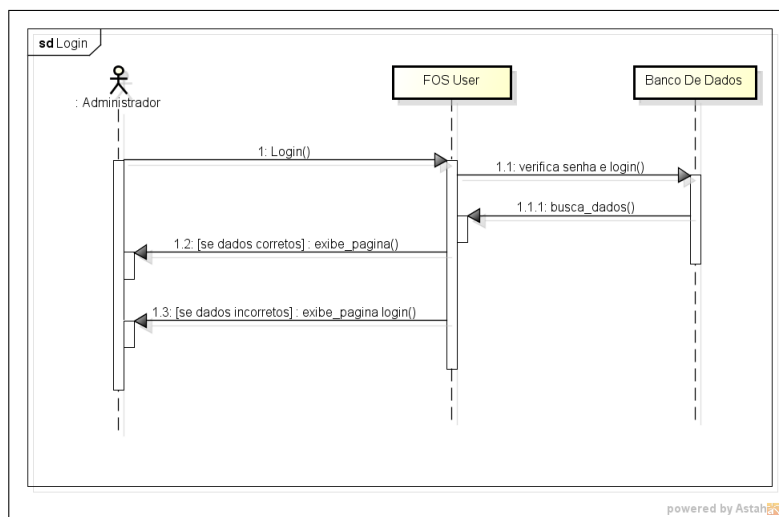 sd Login
FOS User
Banco De Dados
: Administrador
1: Login()
1.1: verifica senha e login()
1.1.1: busca_dados()
1.2: [se dados corretos] : exibe_pagina()
1.3: [se dados incorretos] : exibe_pagina login()
powered by Astah